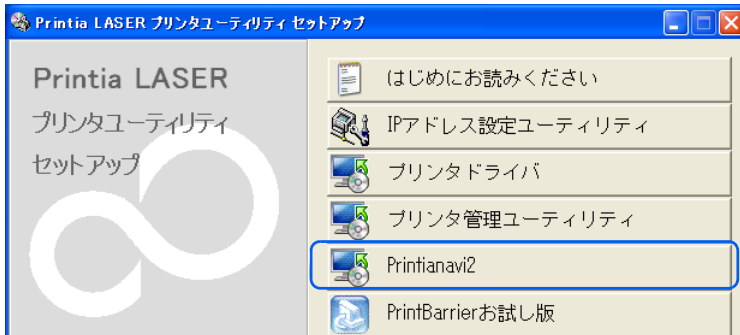 Printia LASER プリンタユーティリティ セットアップ
Printia LASER
プリンタユーティリティ
セットアップ
はじめにお読みください
IPアドレス設定ユーティリティ
プリンタドライバ
プリンタ管理ユーティリティ
Printianavi2
PrintBarrierお試し版